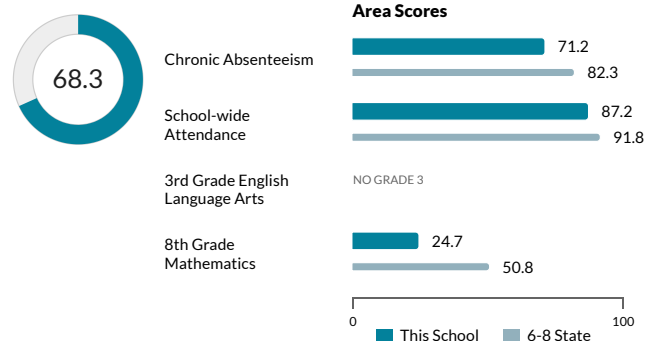 Area Scores
68.3
Chronic Absenteeism
71.2
82.3
School-wide
Attendance
87.2
91.8
3rd Grade English
Language Arts
NO GRADE 3
8th Grade
Mathematics
24.7
50.8
0
100
This School
6-8 State